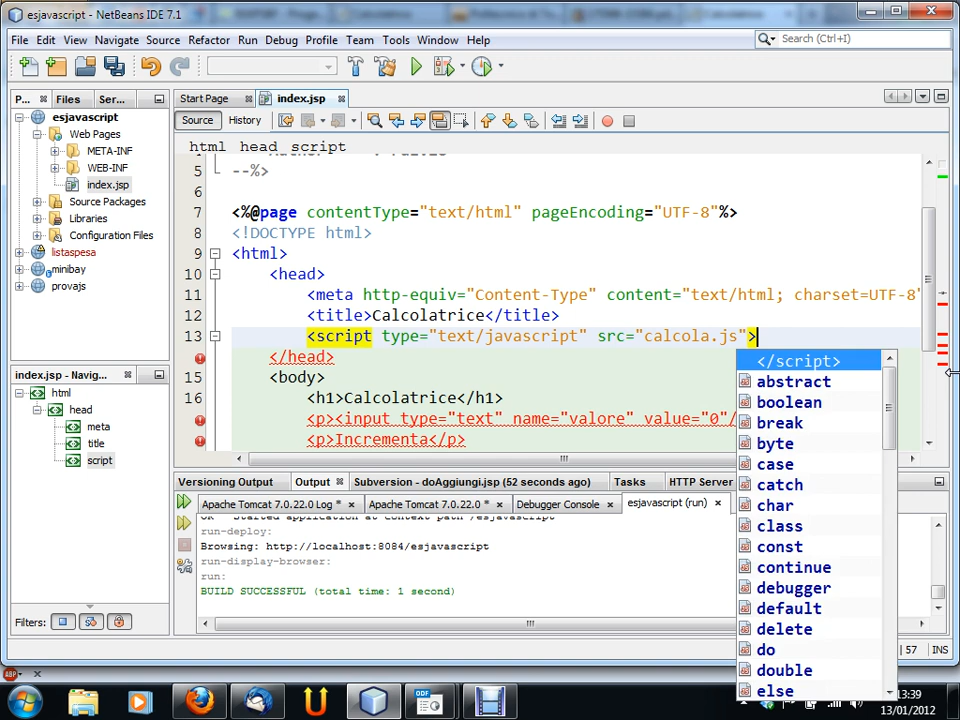 esjavascript - NetBeans IDE 7.1
File Edit View Navigate Source Refactor Run Debug Profile Team Tools Window Help
Search (Ctrl+I)
P... Files Ser...
Start Page index.jsp
esjavascript
Web Pages
META-INF
WEB-INF
index.jsp
Source Packages
Libraries
Configuration Files
listaspesa
minibay
provajs
Source History
html head script
5 --%>
6
7 <%@page contentType="text/html" pageEncoding="UTF-8"%>
8 <!DOCTYPE html>
9 <html>
10 <head>
11 <meta http-equiv="Content-Type" content="text/html; charset=UTF-8"
12 <title>Calcolatrice</title>
13 <script type="text/javascript" src="calcola.js">
</head>
15 <body>
16 <h1>Calcolatrice</h1>
<p><input type="text" name="valore" value="0"/
<p>Incrementa</p>
</script>
abstract
boolean
break
byte
case
catch
char
class
const
continue
debugger
default
delete
do
double
else
index.jsp - Navig...
html
head
meta
title
script
Filters:
Versioning Output Output Subversion - doAggiungi.jsp (52 seconds ago) Tasks HTTP Server
Apache Tomcat 7.0.22.0 Log * Apache Tomcat 7.0.22.0 * Debugger Console esjavascript (run)
OK - Started application at context path /esjavascript
run-deploy:
Browsing: http://localhost:8084/esjavascript
run-display-browser:
run:
BUILD SUCCESSFUL (total time: 1 second)
57 INS
ABP
ODF
13:39
13/01/2012